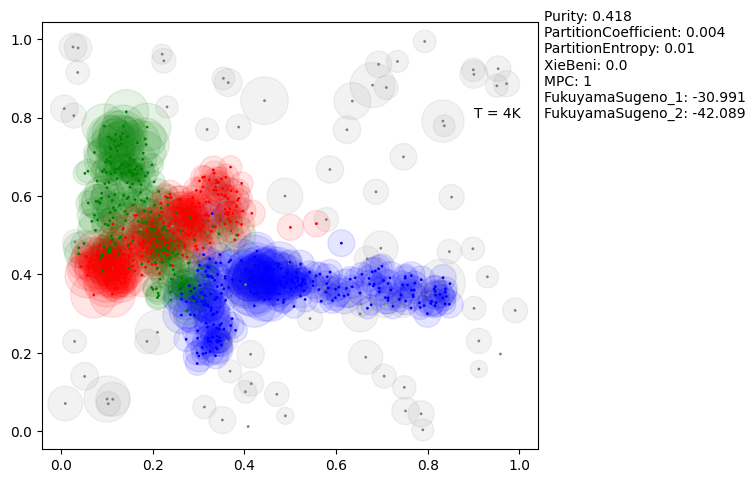 Purity: 0.418
PartitionCoefficient: 0.004
PartitionEntropy: 0.01
XieBeni: 0.0
MPC: 1
FukuyamaSugeno_1: -30.991
FukuyamaSugeno_2: -42.089
T = 4K
1.0
0.8
0.6
0.4
0.2
0.0
0.0 0.2 0.4 0.6 0.8 1.0